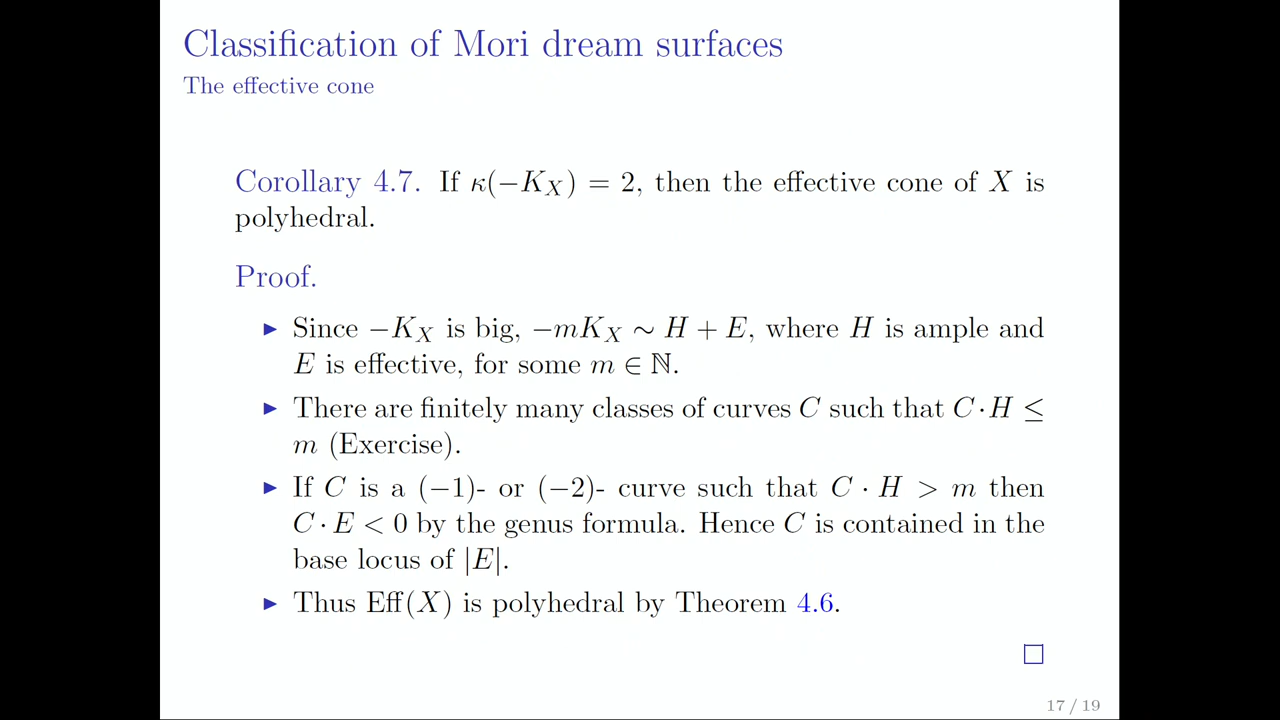 Classification of Mori dream surfaces
The effective cone
Corollary 4.7. If κ(−K_X) = 2, then the effective cone of X is
polyhedral.
Proof.
▶ Since −K_X is big, −mK_X ∼ H + E, where H is ample and
E is effective, for some m ∈ ℕ.
▶ There are finitely many classes of curves C such that C·H ≤
m (Exercise).
▶ If C is a (−1)- or (−2)- curve such that C · H > m then
C · E < 0 by the genus formula. Hence C is contained in the
base locus of |E|.
▶ Thus Eff(X) is polyhedral by Theorem 4.6.
□
17 / 19